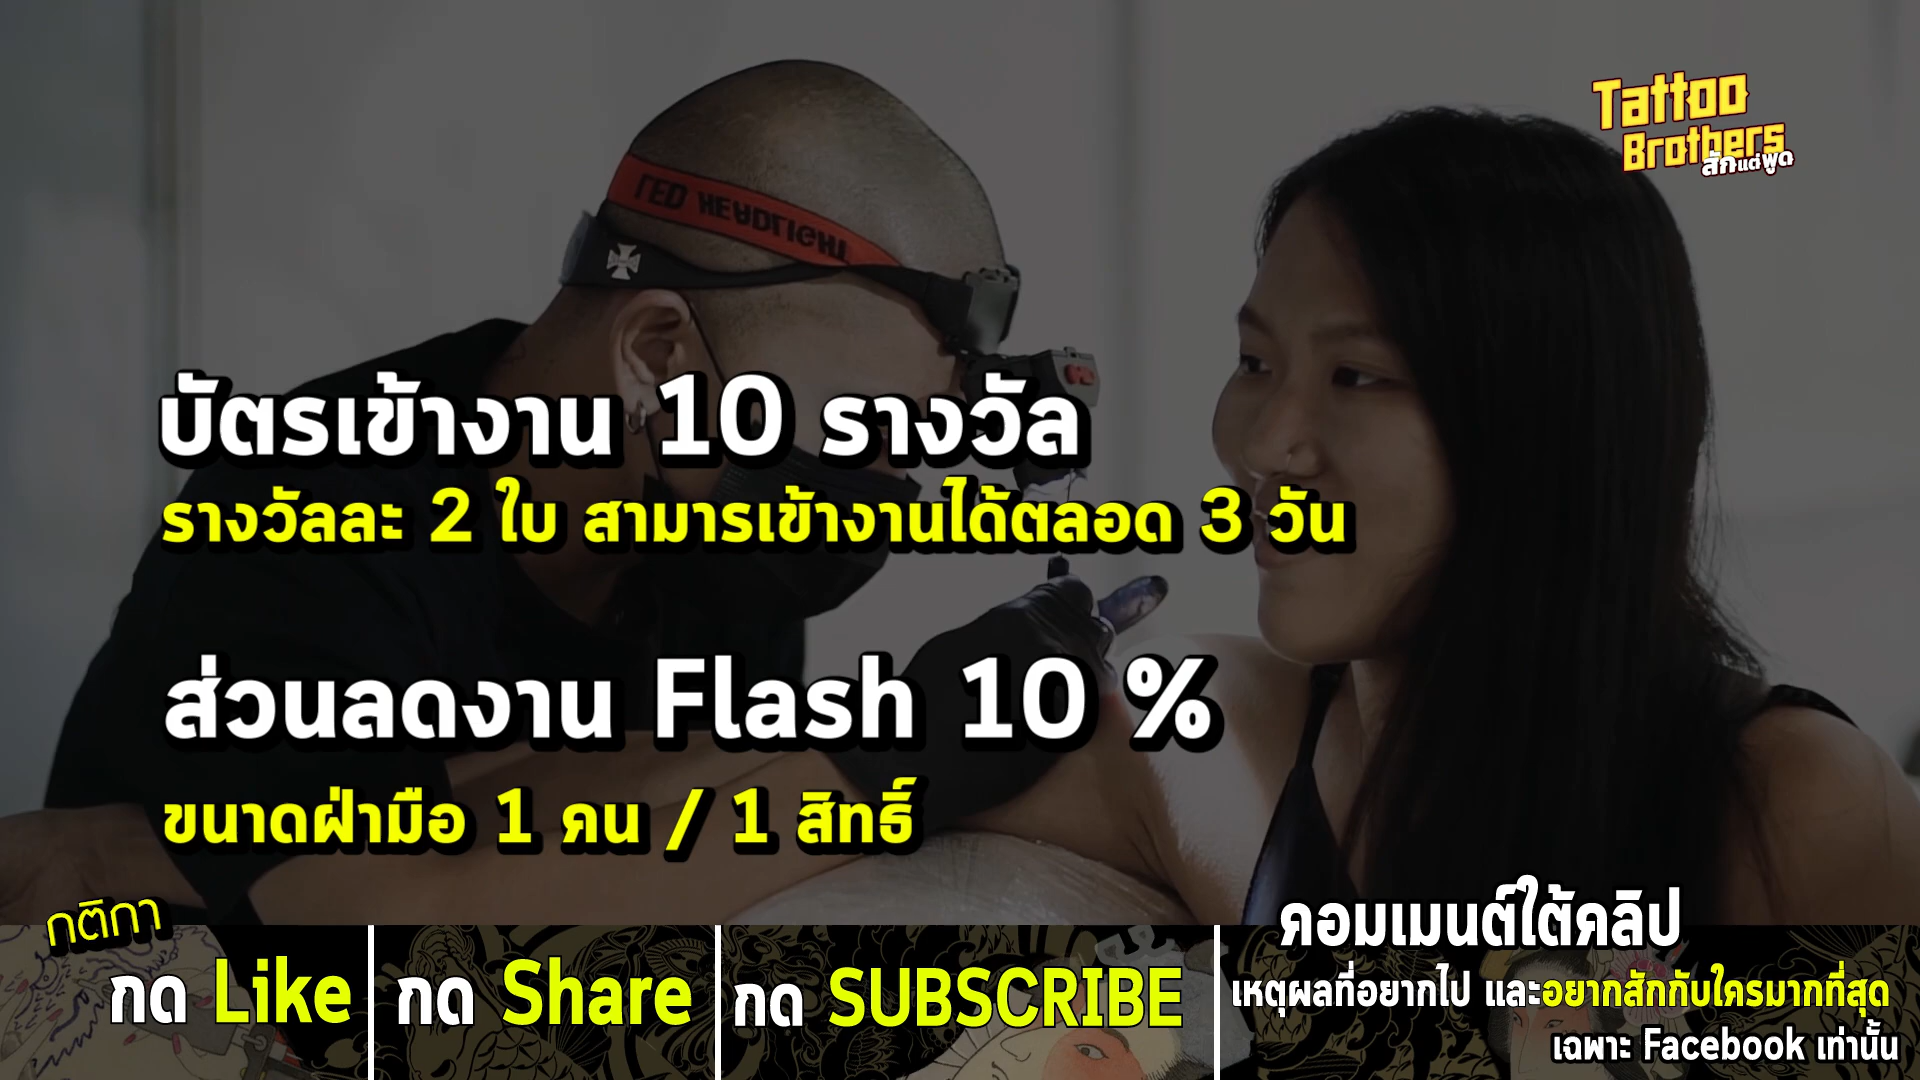 Tattoo
Brothers
สักแต่พูด
LED HEADLIGHT
บัตรเข้างาน 10 รางวัล
รางวัลละ 2 ใบ สามารเข้างานได้ตลอด 3 วัน
ส่วนลดงาน Flash 10 %
ขนาดฝ่ามือ 1 คน / 1 สิทธิ์
กติกา
กด Like
กด Share
กด SUBSCRIBE
คอมเมนต์ใต้คลิป
เหตุผลที่อยากไป และอยากสักกับใครมากที่สุด
เฉพาะ Facebook เท่านั้น